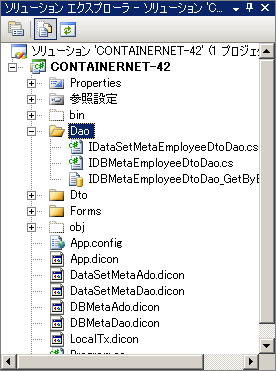 ソリューション エクスプローラ - ソリューション 'C...
ソリューション 'CONTAINERNET-42' (1 プロジェ
CONTAINERNET-42
Properties
参照設定
bin
Dao
IDataSetMetaEmployeeDtoDao.cs
IDBMetaEmployeeDtoDao.cs
IDBMetaEmployeeDtoDao_GetByE
Dto
Forms
obj
App.config
App.dicon
DataSetMetaAdo.dicon
DataSetMetaDao.dicon
DBMetaAdo.dicon
DBMetaDao.dicon
LocalTx.dicon